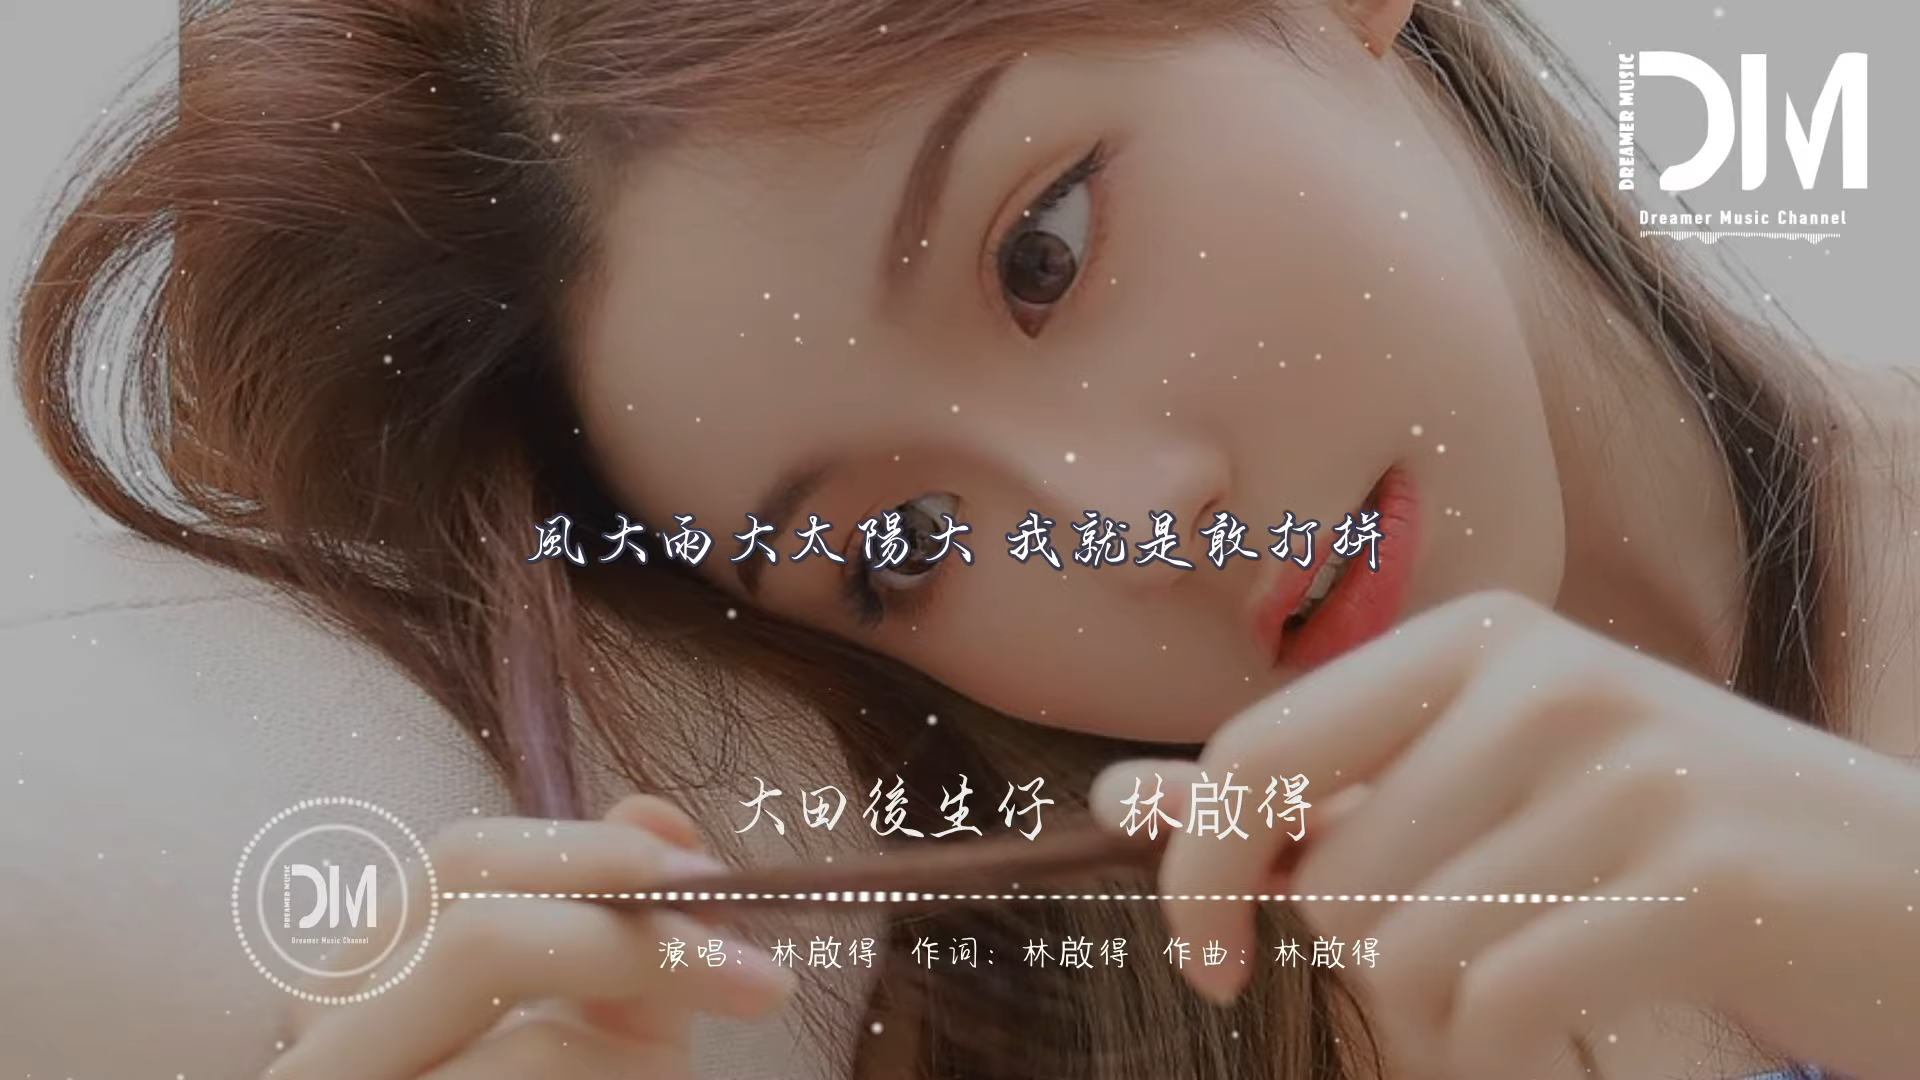 DREAMER MUSIC
DM
Dreamer Music Channel
風大雨大太陽大 我就是敢打拼
大田後生仔 林啟得
DREAMER MUSIC
DM
Dreamer Music Channel
演唱：林啟得 作词：林啟得 作曲：林啟得